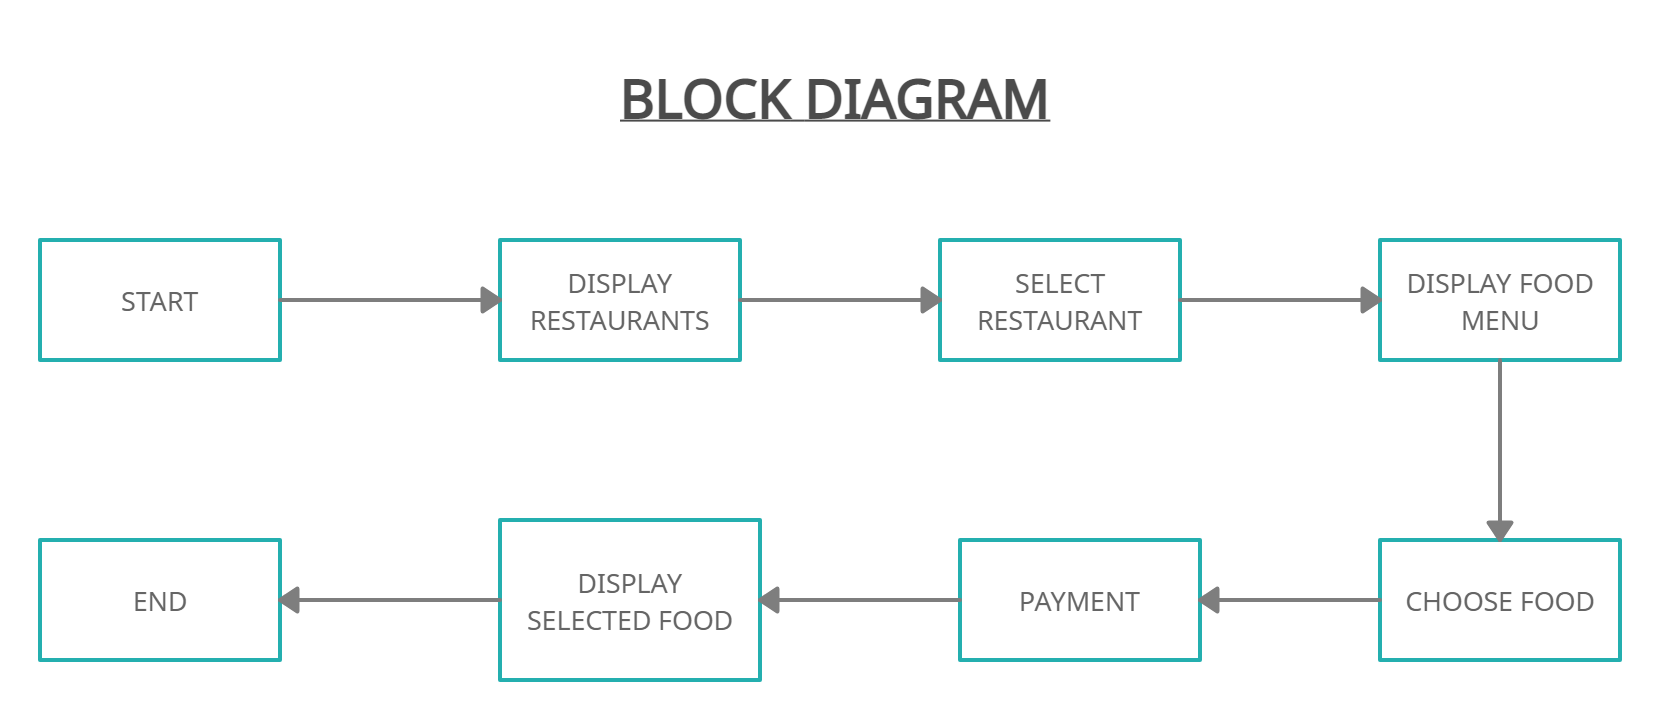 BLOCK DIAGRAM
START
DISPLAY
RESTAURANTS
SELECT
RESTAURANT
DISPLAY FOOD
MENU
CHOOSE FOOD
PAYMENT
DISPLAY
SELECTED FOOD
END